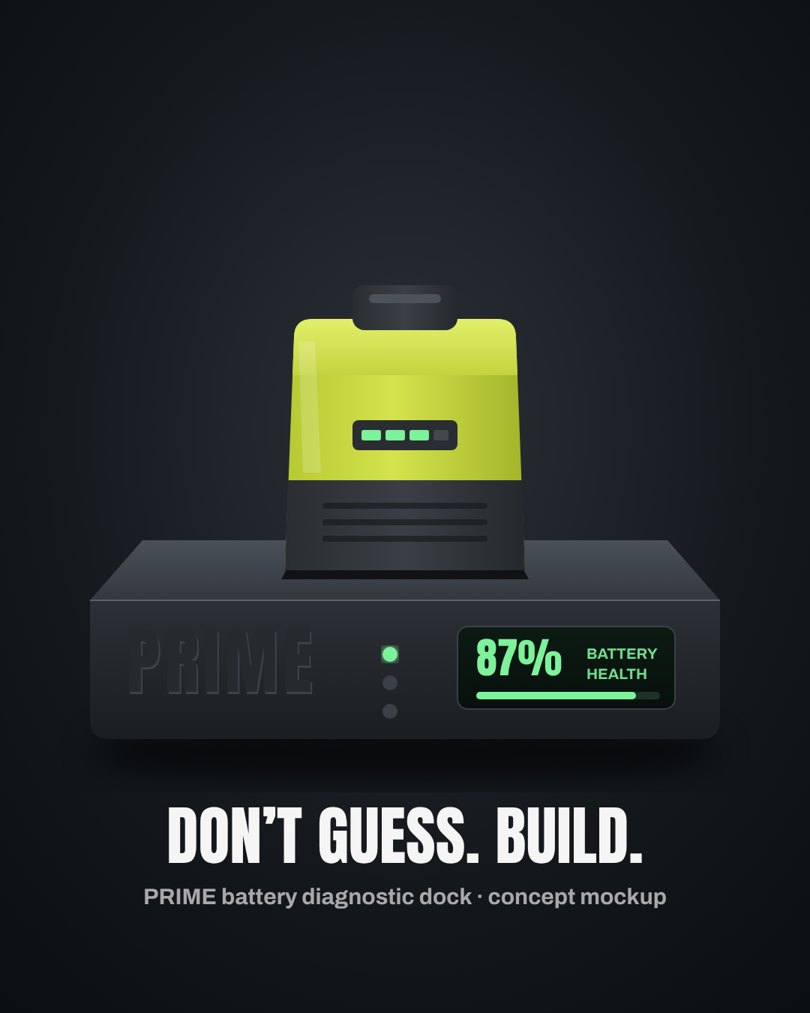 PRIME
87%
BATTERY
HEALTH
DON’T GUESS. BUILD.
PRIME battery diagnostic dock · concept mockup